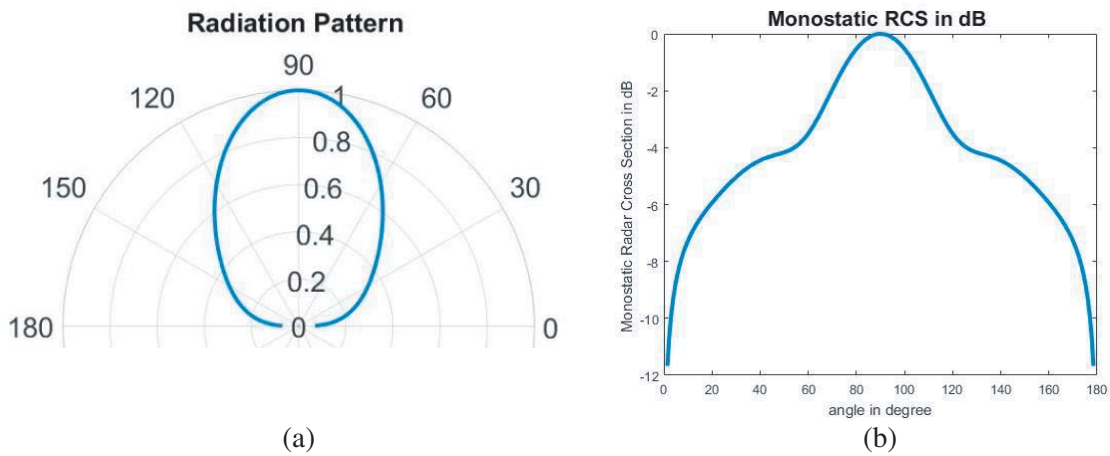 Radiation Pattern
90
120
60
1
0.8
150
30
0.6
0.4
0.2
180
0
0
(a)
Monostatic RCS in dB
Monostatic Radar Cross Section in dB
0
-2
-4
-6
-8
-10
-12
0 20 40 60 80 100 120 140 160 180
angle in degree
(b)